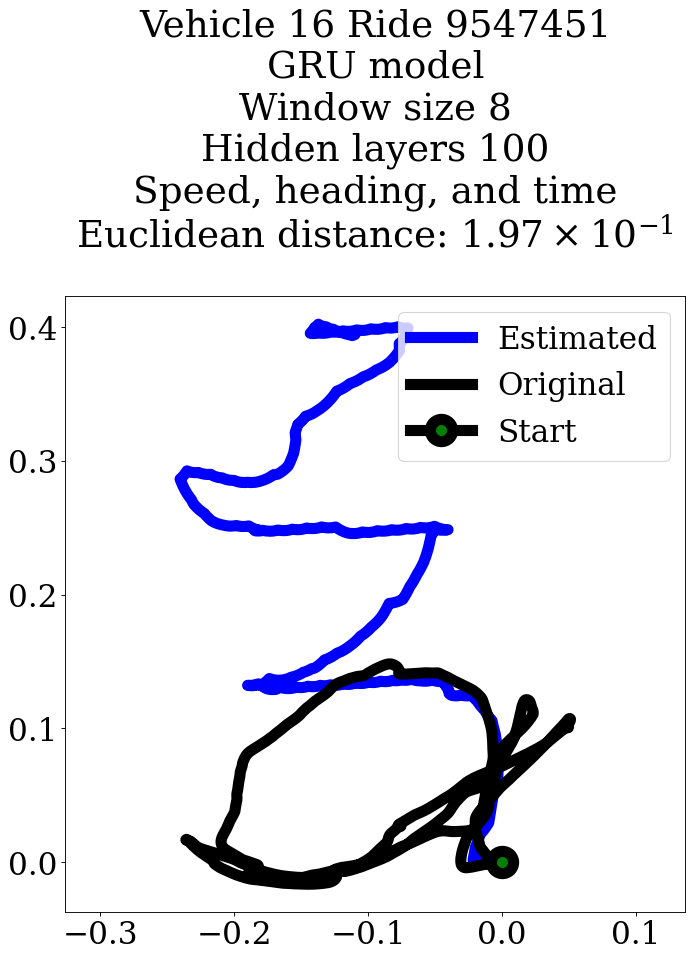 Vehicle 16 Ride 9547451
GRU model
Window size 8
Hidden layers 100
Speed, heading, and time
Euclidean distance: 1.97 × 10⁻¹
Estimated
Original
Start
0.4
0.3
0.2
0.1
0.0
−0.3 −0.2 −0.1 0.0 0.1